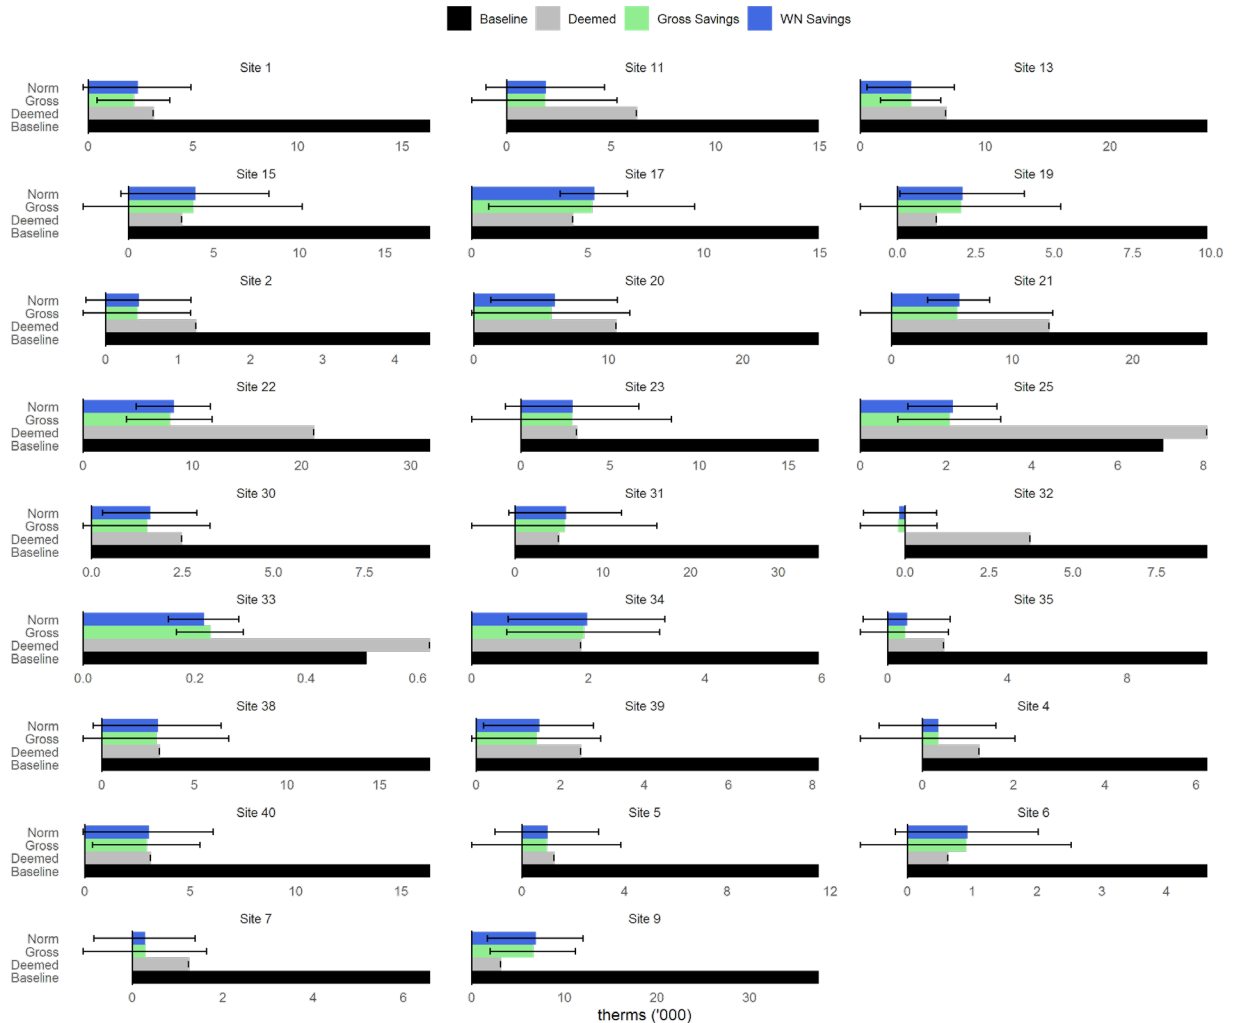 Baseline Deemed Gross Savings WN Savings
Site 1 Site 11 Site 13
Norm
Gross
Deemed
Baseline
0 5 10 15 0 5 10 15 0 10 20
Site 15 Site 17 Site 19
Norm
Gross
Deemed
Baseline
0 5 10 15 0 5 10 15 0.0 2.5 5.0 7.5 10.0
Site 2 Site 20 Site 21
Norm
Gross
Deemed
Baseline
0 1 2 3 4 0 10 20 0 10 20
Site 22 Site 23 Site 25
Norm
Gross
Deemed
Baseline
0 10 20 30 0 5 10 15 0 2 4 6 8
Site 30 Site 31 Site 32
Norm
Gross
Deemed
Baseline
0.0 2.5 5.0 7.5 0 10 20 30 0.0 2.5 5.0 7.5
Site 33 Site 34 Site 35
Norm
Gross
Deemed
Baseline
0.0 0.2 0.4 0.6 0 2 4 6 0 4 8
Site 38 Site 39 Site 4
Norm
Gross
Deemed
Baseline
0 5 10 15 0 2 4 6 8 0 2 4 6
Site 40 Site 5 Site 6
Norm
Gross
Deemed
Baseline
0 5 10 15 0 4 8 12 0 1 2 3 4
Site 7 Site 9
Norm
Gross
Deemed
Baseline
0 2 4 6 0 10 20 30
therms ('000)